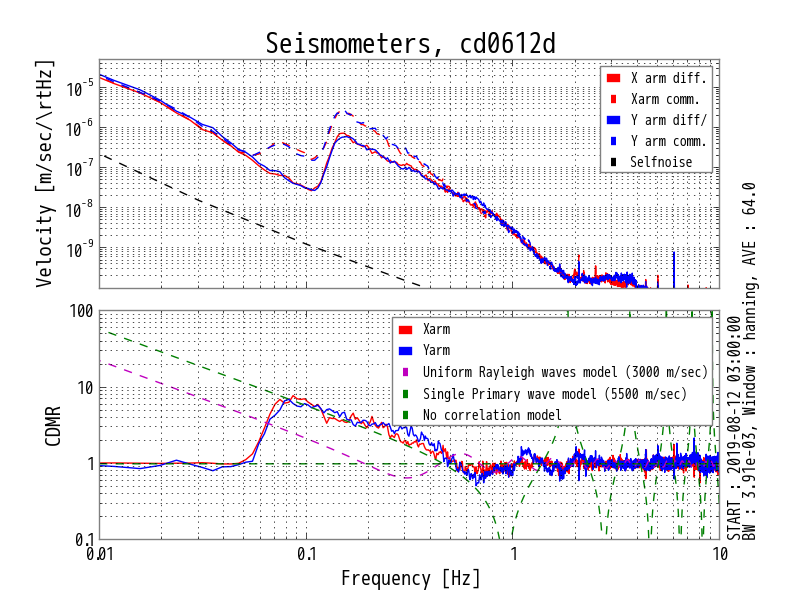 Seismometers, cd0612d
Velocity [m/sec/\rtHz]
10^-5
10^-6
10^-7
10^-8
10^-9
X arm diff.
Xarm comm.
Y arm diff/
Y arm comm.
Selfnoise
CDMR
100
10
1
0.1
Xarm
Yarm
Uniform Rayleigh waves model (3000 m/sec)
Single Primary wave model (5500 m/sec)
No correlation model
0.01
0.1
1
10
Frequency [Hz]
START : 2019-08-12 03:00:00
BW : 3.91e-03, Window : hanning, AVE : 64.0